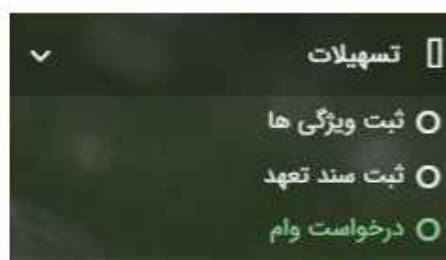 تسهیلات
ثبت ویژگی ها
ثبت سند تعهد
درخواست وام